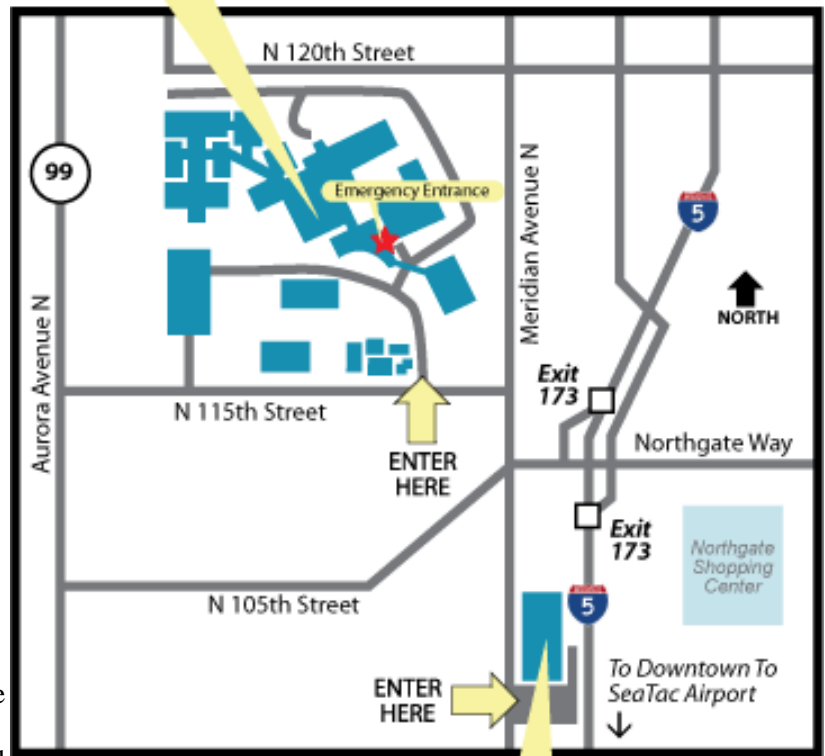 N 120th Street
99
Emergency Entrance
Meridian Avenue N
5
NORTH
Aurora Avenue N
Exit
173
N 115th Street
ENTER
HERE
Northgate Way
Exit
173
Northgate
Shopping
Center
N 105th Street
5
To Downtown To
SeaTac Airport
ENTER
HERE
e